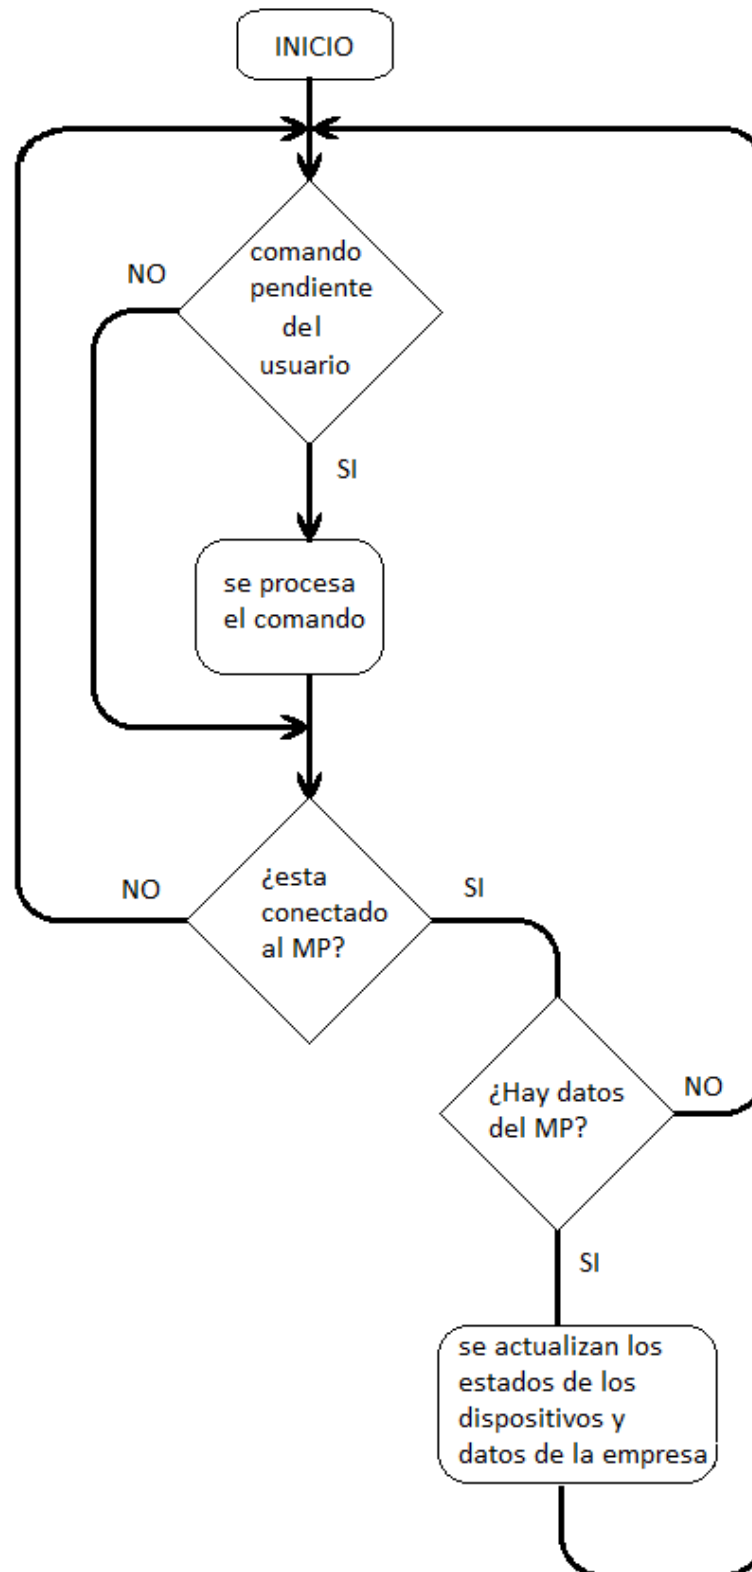 INICIO
comando
pendiente
del
usuario
NO
SI
se procesa
el comando
¿esta
conectado
al MP?
NO
SI
¿Hay datos
del MP?
NO
SI
se actualizan los
estados de los
dispositivos y
datos de la empresa